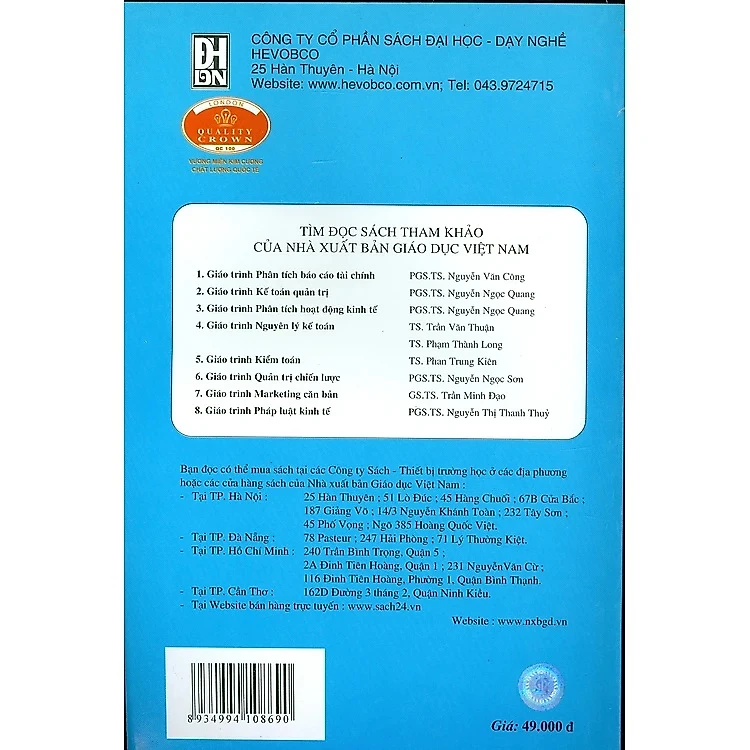 ĐH
DN
CÔNG TY CỔ PHẦN SÁCH ĐẠI HỌC - DẠY NGHỀ
HEVOBCO
25 Hàn Thuyên - Hà Nội
Website: www.hevobco.com.vn; Tel: 043.9724715
LONDON
QUALITY
CROWN
QC 100
VƯƠNG MIỆN KIM CƯƠNG
CHẤT LƯỢNG QUỐC TẾ
TÌM ĐỌC SÁCH THAM KHẢO
CỦA NHÀ XUẤT BẢN GIÁO DỤC VIỆT NAM
1. Giáo trình Phân tích báo cáo tài chính PGS.TS. Nguyễn Văn Công
2. Giáo trình Kế toán quản trị PGS.TS. Nguyễn Ngọc Quang
3. Giáo trình Phân tích hoạt động kinh tế PGS.TS. Nguyễn Ngọc Quang
4. Giáo trình Nguyên lý kế toán TS. Trần Văn Thuận
TS. Phạm Thành Long
5. Giáo trình Kiểm toán TS. Phan Trung Kiên
6. Giáo trình Quản trị chiến lược PGS.TS. Nguyễn Ngọc Sơn
7. Giáo trình Marketing căn bản GS.TS. Trần Minh Đạo
8. Giáo trình Pháp luật kinh tế PGS.TS. Nguyễn Thị Thanh Thuỷ
Bạn đọc có thể mua sách tại các Công ty Sách - Thiết bị trường học ở các địa phương
hoặc các cửa hàng sách của Nhà xuất bản Giáo dục Việt Nam :
- Tại TP. Hà Nội : 25 Hàn Thuyên ; 51 Lò Đúc ; 45 Hàng Chuối ; 67B Cửa Bắc ;
187 Giảng Võ ; 14/3 Nguyễn Khánh Toàn ; 232 Tây Sơn ;
45 Phố Vọng ; Ngõ 385 Hoàng Quốc Việt.
- Tại TP. Đà Nẵng : 78 Pasteur ; 247 Hải Phòng ; 71 Lý Thường Kiệt.
- Tại TP. Hồ Chí Minh : 240 Trần Bình Trọng, Quận 5 ;
2A Đinh Tiên Hoàng, Quận 1 ; 231 NguyễnVăn Cừ ;
116 Đinh Tiên Hoàng, Phường 1, Quận Bình Thạnh.
- Tại TP. Cần Thơ : 162D Đường 3 tháng 2, Quận Ninh Kiều.
- Tại Website bán hàng trực tuyến : www.sach24.vn
Website : www.nxbgd.vn
8934994 108690
Giá: 49.000 đ